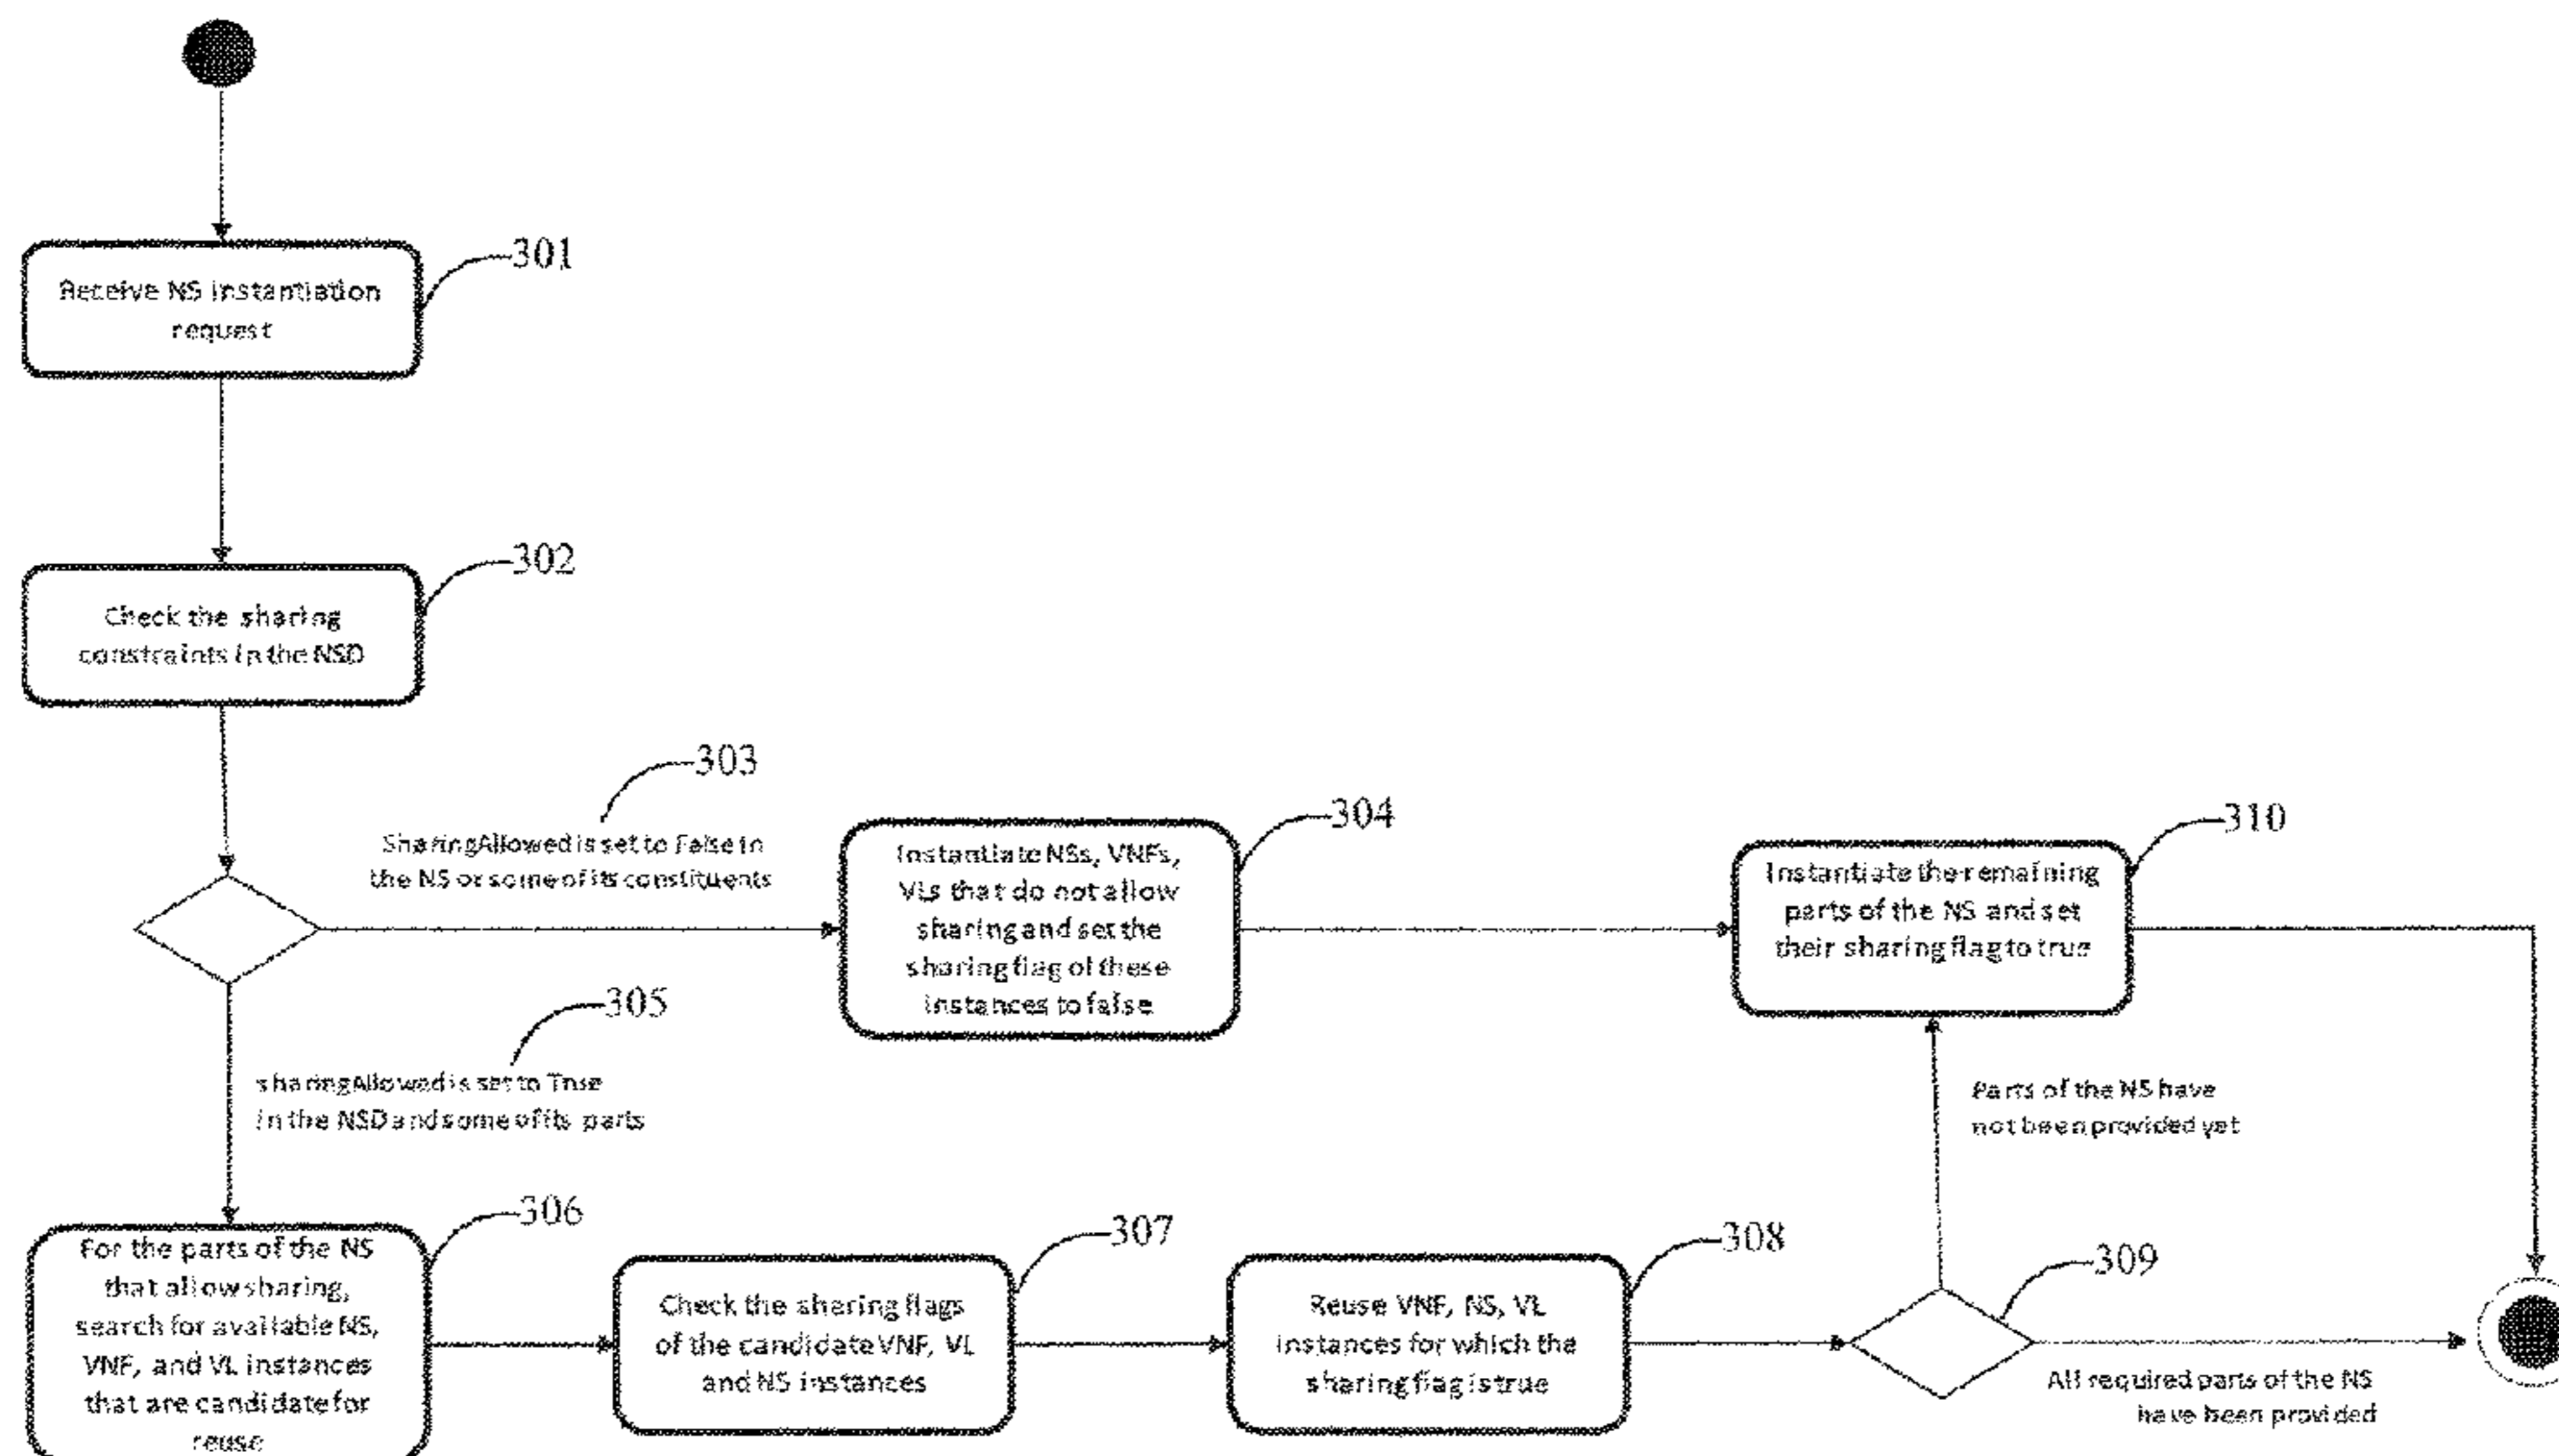 301
Receive NS instantiation
request
302
Check the sharing
constraints in the NSD
303
SharingAllowed is set to False in
the NS or some of its constituents
304
Instantiate NSs, VNFs,
VLs that do not allow
sharing and set the
sharing flag of these
instances to false
310
Instantiate the remaining
parts of the NS and set
their sharing flag to true
305
sharingAllowed is set to True
in the NSD and some of its parts
Parts of the NS have
not been provided yet
306
For the parts of the NS
that allow sharing,
search for available NS,
VNF, and VL instances
that are candidate for
reuse
307
Check the sharing flags
of the candidate VNF, VL
and NS instances
308
Reuse VNF, NS, VL
instances for which the
sharing flag is true
309
All required parts of the NS
have been provided